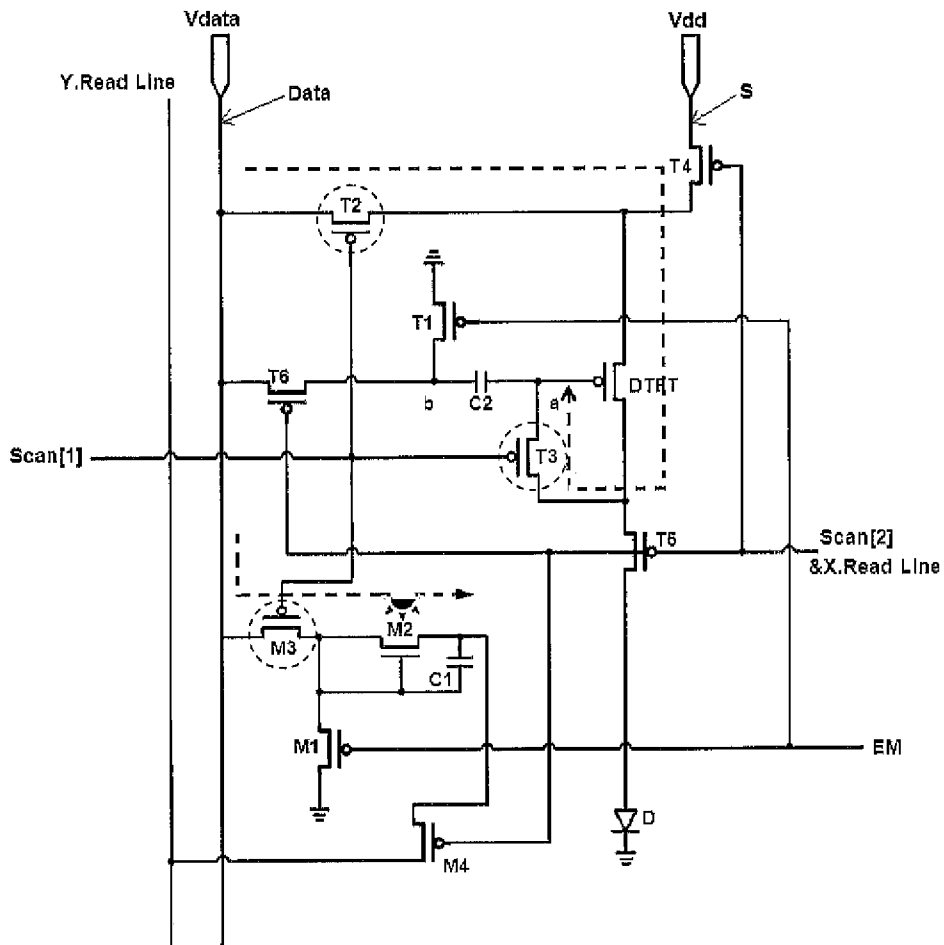 Vdata
Vdd
Y.Read Line
Data
S
T4
T2
T1
T6
b
C2
a
DTFT
Scan[1]
T3
T5
Scan[2]
&X.Read Line
M3
M2
C1
M1
EM
D
M4